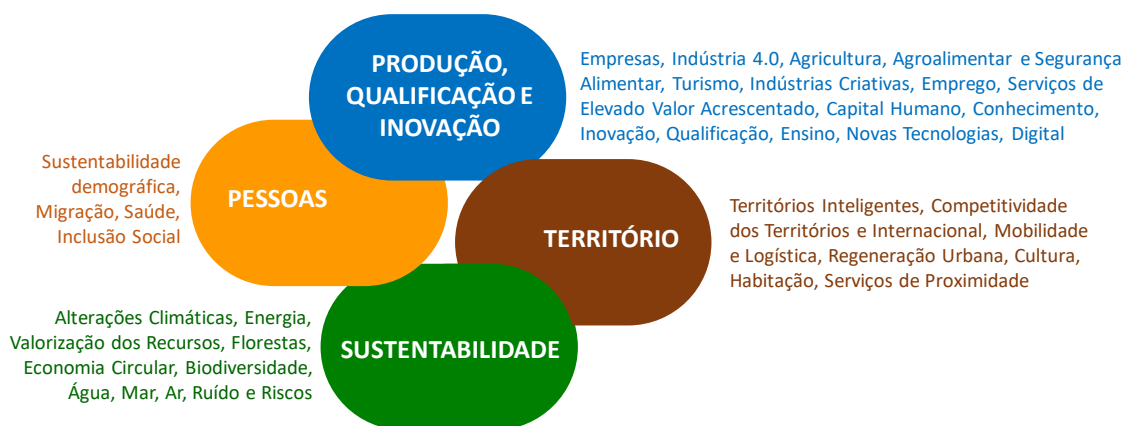 PRODUÇÃO,
QUALIFICAÇÃO E
INOVAÇÃO
Empresas, Indústria 4.0, Agricultura, Agroalimentar e Segurança
Alimentar, Turismo, Indústrias Criativas, Emprego, Serviços de
Elevado Valor Acrescentado, Capital Humano, Conhecimento,
Inovação, Qualificação, Ensino, Novas Tecnologias, Digital
Sustentabilidade
demográfica,
Migração, Saúde,
Inclusão Social
PESSOAS
TERRITÓRIO
Territórios Inteligentes, Competitividade
dos Territórios e Internacional, Mobilidade
e Logística, Regeneração Urbana, Cultura,
Habitação, Serviços de Proximidade
Alterações Climáticas, Energia,
Valorização dos Recursos, Florestas,
Economia Circular, Biodiversidade,
Água, Mar, Ar, Ruído e Riscos
SUSTENTABILIDADE